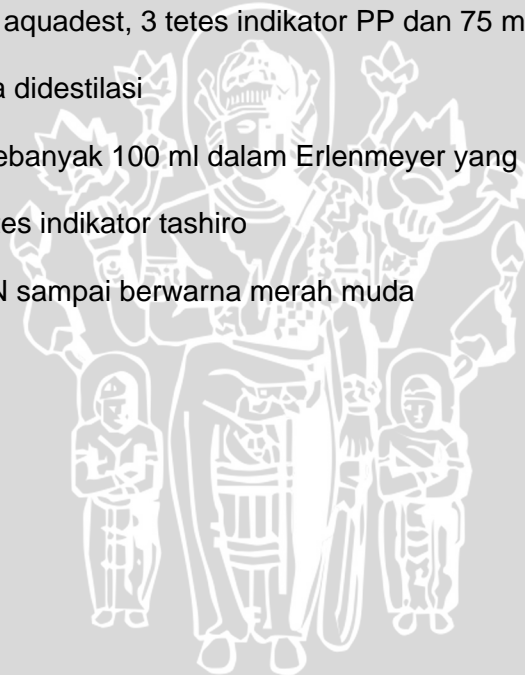 aquadest, 3 tetes indikator PP dan 75 m
a didestilasi
ebanyak 100 ml dalam Erlenmeyer yang
es indikator tashiro
N sampai berwarna merah muda